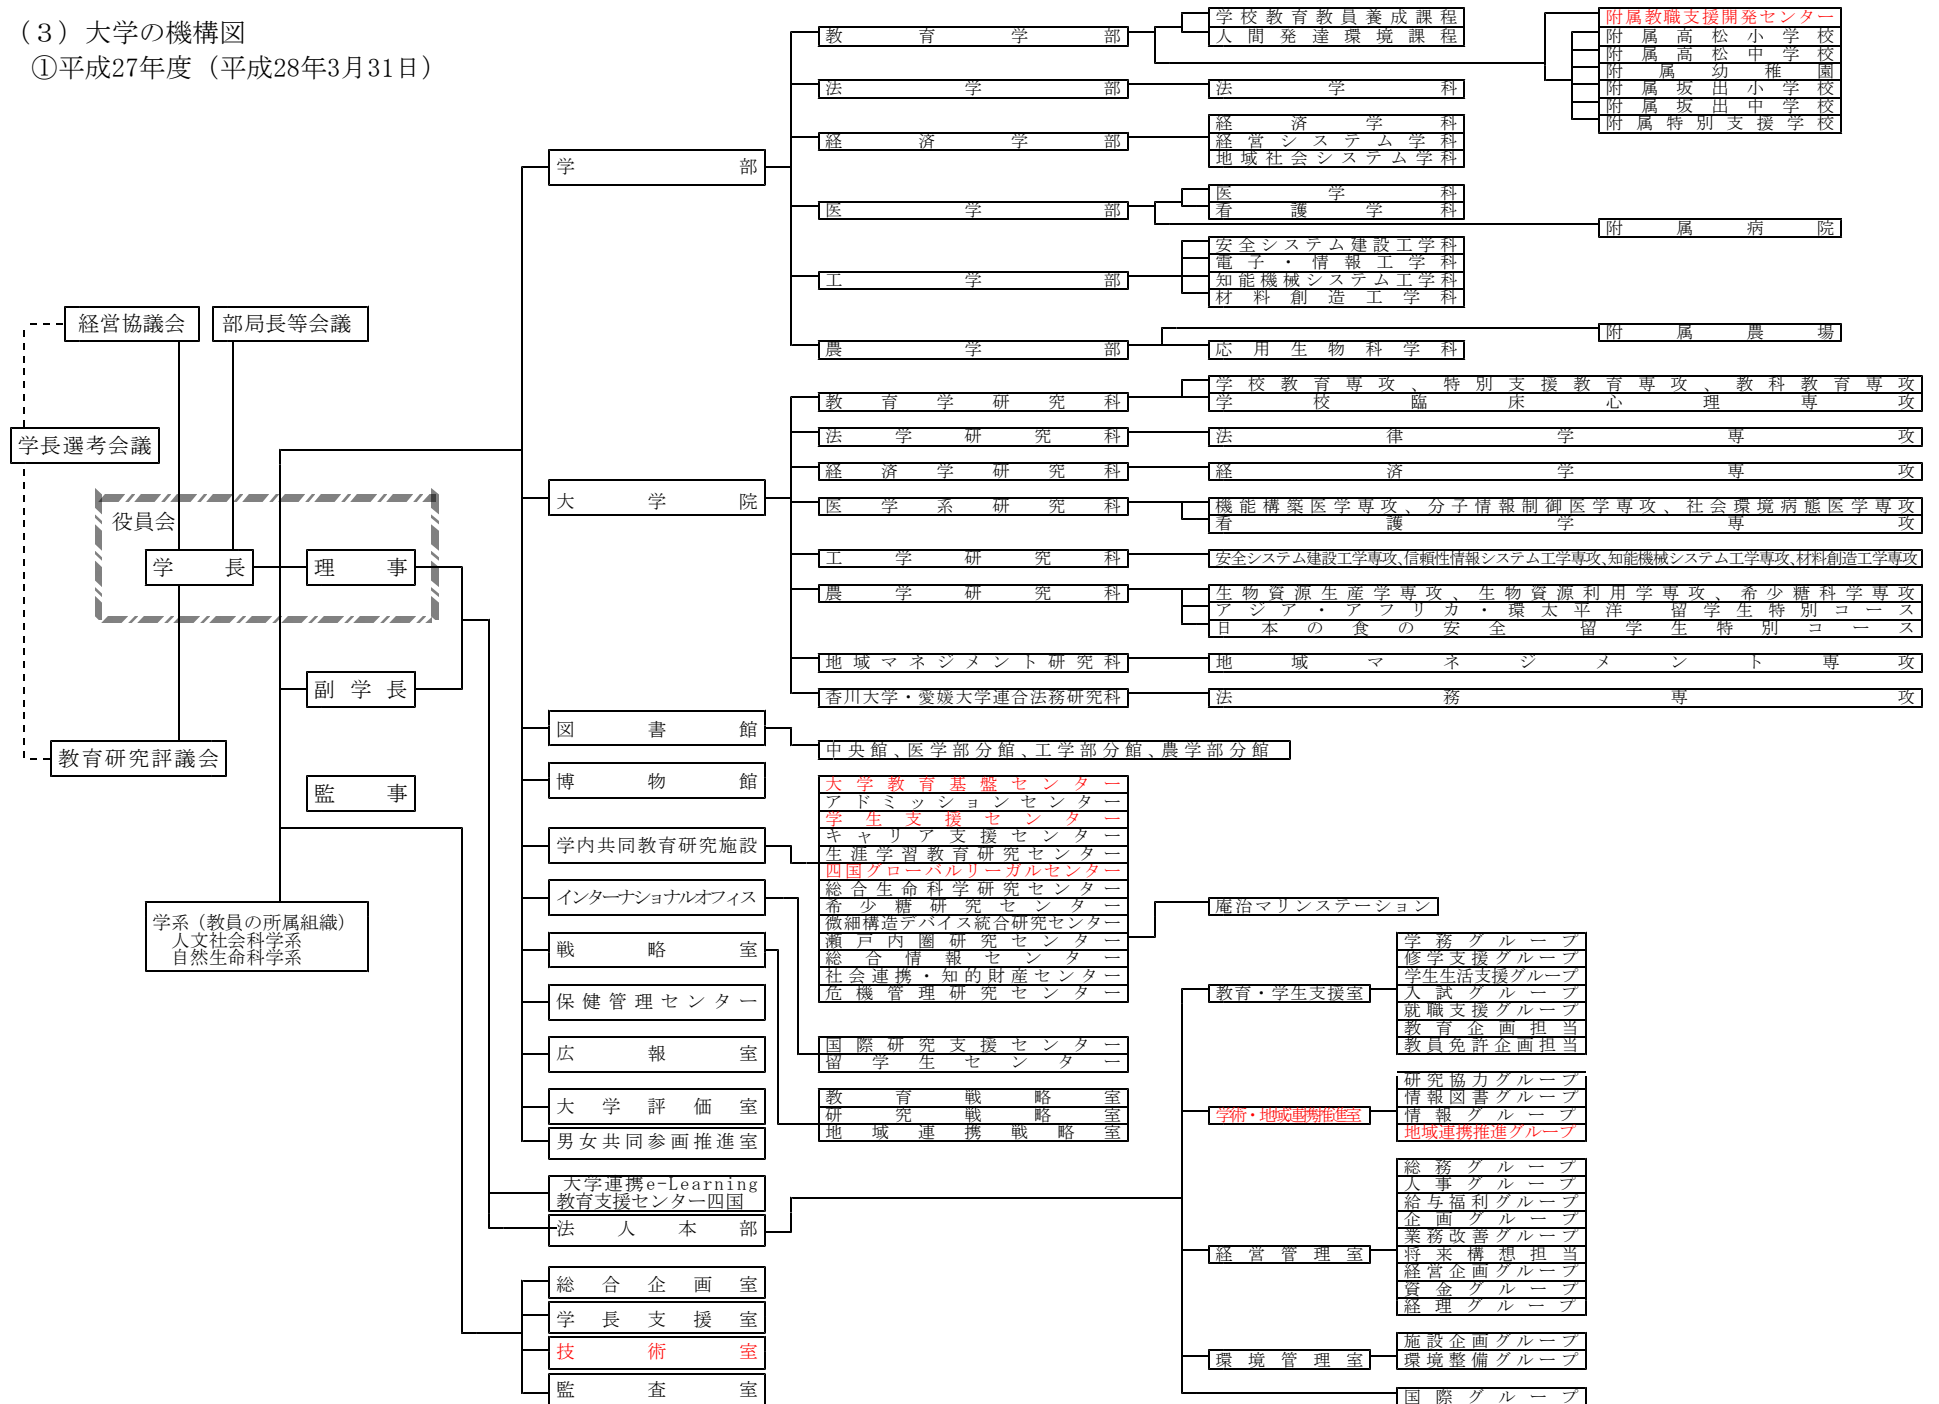 （３）大学の機構図
①平成27年度（平成28年3月31日）
経営協議会
部局長等会議
学長選考会議
役員会
学長
理事
副学長
教育研究評議会
監事
学系（教員の所属組織）
人文社会科学系
自然生命科学系
学部
教育学部
学校教育教員養成課程
人間発達環境課程
附属教職支援開発センター
附属高松小学校
附属高松中学校
附属幼稚園
附属坂出小学校
附属坂出中学校
附属特別支援学校
法学部
法学科
経済学部
経済学科
経営システム学科
地域社会システム学科
医学部
医学科
看護学科
附属病院
工学部
安全システム建設工学科
電子・情報工学科
知能機械システム工学科
材料創造工学科
農学部
附属農場
応用生物科学科
大学院
教育学研究科
学校教育専攻、特別支援教育専攻、教科教育専攻
学校臨床心理専攻
法学研究科
法律学専攻
経済学研究科
経済学専攻
医学系研究科
機能構築医学専攻、分子情報制御医学専攻、社会環境病態医学専攻
看護学専攻
工学研究科
安全システム建設工学専攻、信頼性情報システム工学専攻、知能機械システム工学専攻、材料創造工学専攻
農学研究科
生物資源生産学専攻、生物資源利用学専攻、希少糖科学専攻
アジア・アフリカ・環太平洋　留学生特別コース
日本の食の安全　留学生特別コース
地域マネジメント研究科
地域マネジメント専攻
香川大学・愛媛大学連合法務研究科
法務専攻
図書館
中央館、医学部分館、工学部分館、農学部分館
博物館
学内共同教育研究施設
大学教育基盤センター
アドミッションセンター
学生支援センター
キャリア支援センター
生涯学習教育研究センター
四国グローバルリーガルセンター
総合生命科学研究センター
希少糖研究センター
微細構造デバイス統合研究センター
瀬戸内圏研究センター
総合情報センター
社会連携・知的財産センター
危機管理研究センター
庵治マリンステーション
インターナショナルオフィス
国際研究支援センター
留学生センター
戦略室
教育戦略室
研究戦略室
地域連携戦略室
保健管理センター
広報室
大学評価室
男女共同参画推進室
大学連携e-Learning
教育支援センター四国
法人本部
教育・学生支援室
学務グループ
修学支援グループ
学生生活支援グループ
入試グループ
就職支援グループ
教育企画担当
教員免許企画担当
学術・地域連携推進室
研究協力グループ
情報図書グループ
情報グループ
地域連携推進グループ
経営管理室
総務グループ
人事グループ
給与福利グループ
企画グループ
業務改善グループ
将来構想担当
経営企画グループ
資金グループ
経理グループ
環境管理室
施設企画グループ
環境整備グループ
国際グループ
総合企画室
学長支援室
技術室
監査室